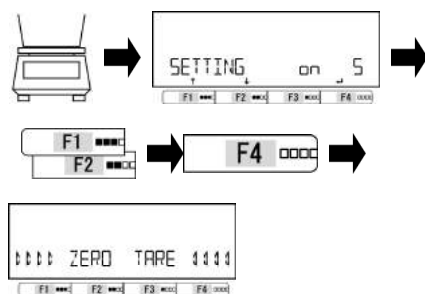 SETTING on 5
F1 F2 F3 F4
F1
F2
F4
ZERO TARE
F1 F2 F3 F4